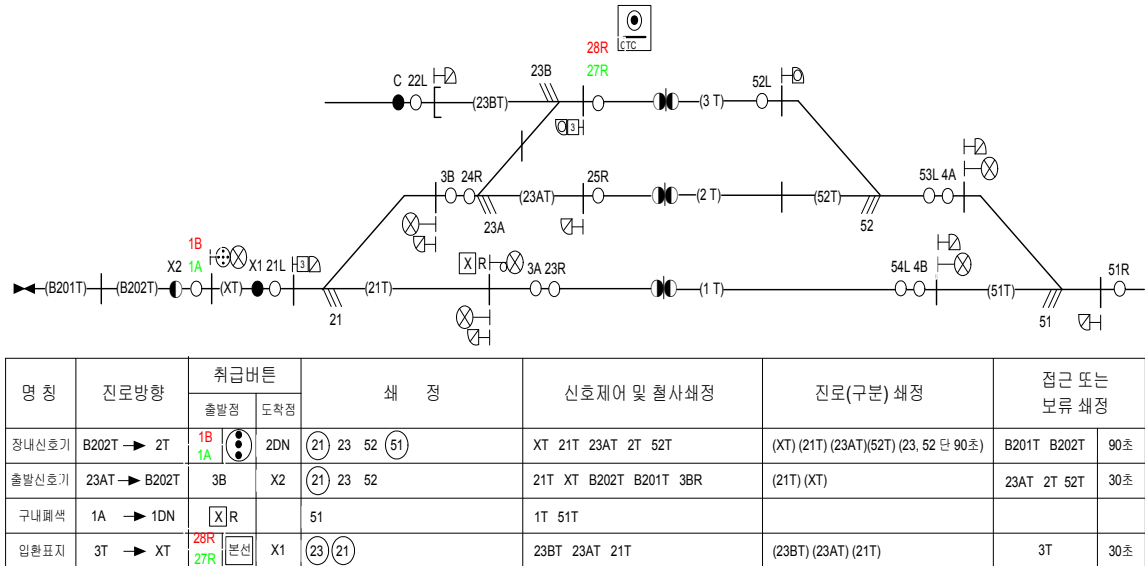 CTC
28R
27R
23B
52L
C 22L
(23BT)
(3 T)
3
3B 24R
(23AT)
25R
(2 T)
(52T)
53L 4A
23A
52
1B
1A
X2
X1 21L
3
X R
3A 23R
54L 4B
51R
(B201T)
(B202T)
(XT)
(21T)
(1 T)
(51T)
21
51
명 칭 진로방향 취급버튼 쇄 정 신호제어 및 철사쇄정 진로(구분) 쇄정 접근 또는 보류 쇄정
출발점 도착점
장내신호기 B202T → 2T 1B 1A 2DN 21 23 52 51 XT 21T 23AT 2T 52T (XT) (21T) (23AT)(52T) (23, 52 단 90초) B201T B202T 90초
출발신호기 23AT → B202T 3B X2 21 23 52 21T XT B202T B201T 3BR (21T) (XT) 23AT 2T 52T 30초
구내폐색 1A → 1DN X R 51 1T 51T
입환표지 3T → XT 28R 27R 본선 X1 23 21 23BT 23AT 21T (23BT) (23AT) (21T) 3T 30초